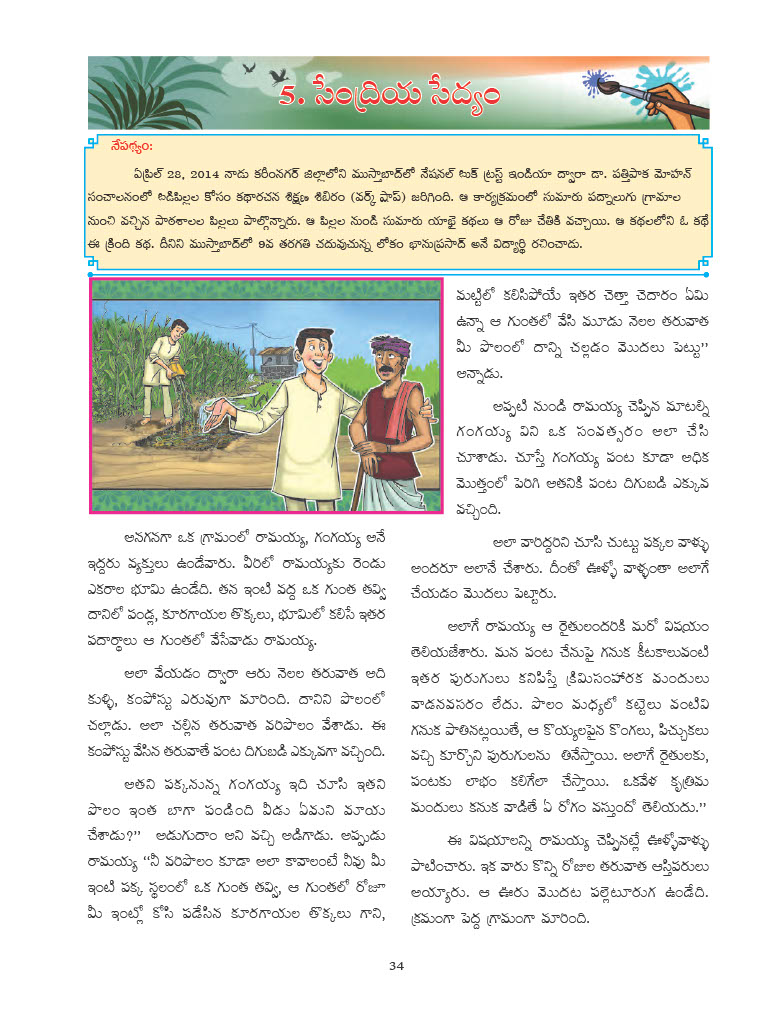 5. సేంద్రియ సేద్యం
నేపథ్యం:
ఏప్రిల్ 28, 2014 నాడు కరీంనగర్ జిల్లాలోని ముస్తాబాద్‌లో నేషనల్ బుక్ ట్రస్ట్ ఇండియా ద్వారా డా. పత్తిపాక మోహన్
సంచాలనంలో బడిపిల్లల కోసం కథారచన శిక్షణ శిబిరం (వర్క్ షాప్) జరిగింది. ఆ కార్యక్రమంలో సుమారు పద్నాలుగు గ్రామాల
నుంచి వచ్చిన పాఠశాలల పిల్లలు పాల్గొన్నారు. ఆ పిల్లల నుండి సుమారు యాభై కథలు ఆ రోజు చేతికి వచ్చాయి. ఆ కథలలోని ఓ కథే
ఈ క్రింది కథ. దీనిని ముస్తాబాద్‌లో 9వ తరగతి చదువుచున్న లోకం భానుప్రసాద్ అనే విద్యార్థి రచించాడు.
అనగనగా ఒక గ్రామంలో రామయ్య, గంగయ్య అనే
ఇద్దరు వ్యక్తులు ఉండేవారు. వీరిలో రామయ్యకు రెండు
ఎకరాల భూమి ఉండేది. తన ఇంటి వద్ద ఒక గుంత తవ్వి
దానిలో పండ్ల, కూరగాయల తొక్కలు, భూమిలో కలిసే ఇతర
పదార్థాలు ఆ గుంతలో వేసేవాడు రామయ్య.
అలా వేయడం ద్వారా ఆరు నెలల తరువాత అది
కుళ్ళి, కంపోస్టు ఎరువుగా మారింది. దానిని పొలంలో
చల్లాడు. అలా చల్లిన తరువాత వరిపొలం వేశాడు. ఈ
కంపోస్టు వేసిన తరువాతే పంట దిగుబడి ఎక్కువగా వచ్చింది.
అతని పక్కనున్న గంగయ్య ఇది చూసి ఇతని
పొలం ఇంత బాగా పండింది వీడు ఏమని మాయ
చేశాడు?" అడుగుదాం అని వచ్చి అడిగాడు. అప్పుడు
రామయ్య "నీ వరిపొలం కూడా అలా కావాలంటే నీవు మీ
ఇంటి పక్క స్థలంలో ఒక గుంత తవ్వి, ఆ గుంతలో రోజూ
మీ ఇంట్లో కోసి పడేసిన కూరగాయల తొక్కలు గాని,
మట్టిలో కలిసిపోయే ఇతర చెత్తా చెదారం ఏమి
ఉన్నా ఆ గుంతలో వేసి మూడు నెలల తరువాత
మీ పొలంలో దాన్ని చల్లడం మొదలు పెట్టు"
అన్నాడు.
అప్పటి నుండి రామయ్య చెప్పిన మాటల్ని
గంగయ్య విని ఒక సంవత్సరం అలా చేసి
చూశాడు. చూస్తే గంగయ్య పంట కూడా అధిక
మొత్తంలో పెరిగి అతనికి పంట దిగుబడి ఎక్కువ
వచ్చింది.
అలా వారిద్దరిని చూసి చుట్టు పక్కల వాళ్ళు
అందరూ అలానే చేశారు. దీంతో ఊళ్ళో వాళ్ళంతా అలాగే
చేయడం మొదలు పెట్టారు.
అలాగే రామయ్య ఆ రైతులందరికి మరో విషయం
తెలియజేశారు. మన పంట చేనుపై గనుక కీటకాలువంటి
ఇతర పురుగులు కనిపిస్తే క్రిమిసంహారక మందులు
వాడనవసరం లేదు. పొలం మధ్యలో కట్టెలు వంటివి
గనుక పాతినట్లయితే, ఆ కొయ్యలపైన కొంగలు, పిచ్చుకలు
వచ్చి కూర్చొని పురుగులను తినేస్తాయి. అలాగే రైతులకు,
పంటకు లాభం కలిగేలా చేస్తాయి. ఒకవేళ కృత్రిమ
మందులు కనుక వాడితే ఏ రోగం వస్తుందో తెలియదు."
ఈ విషయాలన్ని రామయ్య చెప్పినట్లే ఊళ్ళోవాళ్ళు
పాటించారు. ఇక వారు కొన్ని రోజుల తరువాత ఆస్తిపరులు
అయ్యారు. ఆ ఊరు మొదట పల్లెటూరుగ ఉండేది.
క్రమంగా పెద్ద గ్రామంగా మారింది.
34